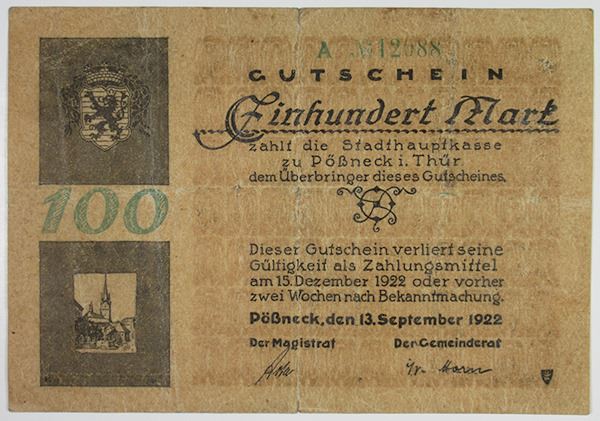 A № 12088
GUTSCHEIN
Einhundert Mark
zahlt die Stadthauptkasse
zu Pößneck i. Thür.
dem Überbringer dieses Gutscheines.
100
Dieser Gutschein verliert seine
Gültigkeit als Zahlungsmittel
am 15. Dezember 1922 oder vorher
zwei Wochen nach Bekanntmachung.
Pößneck, den 13. September 1922
Der Magistrat Der Gemeinderat